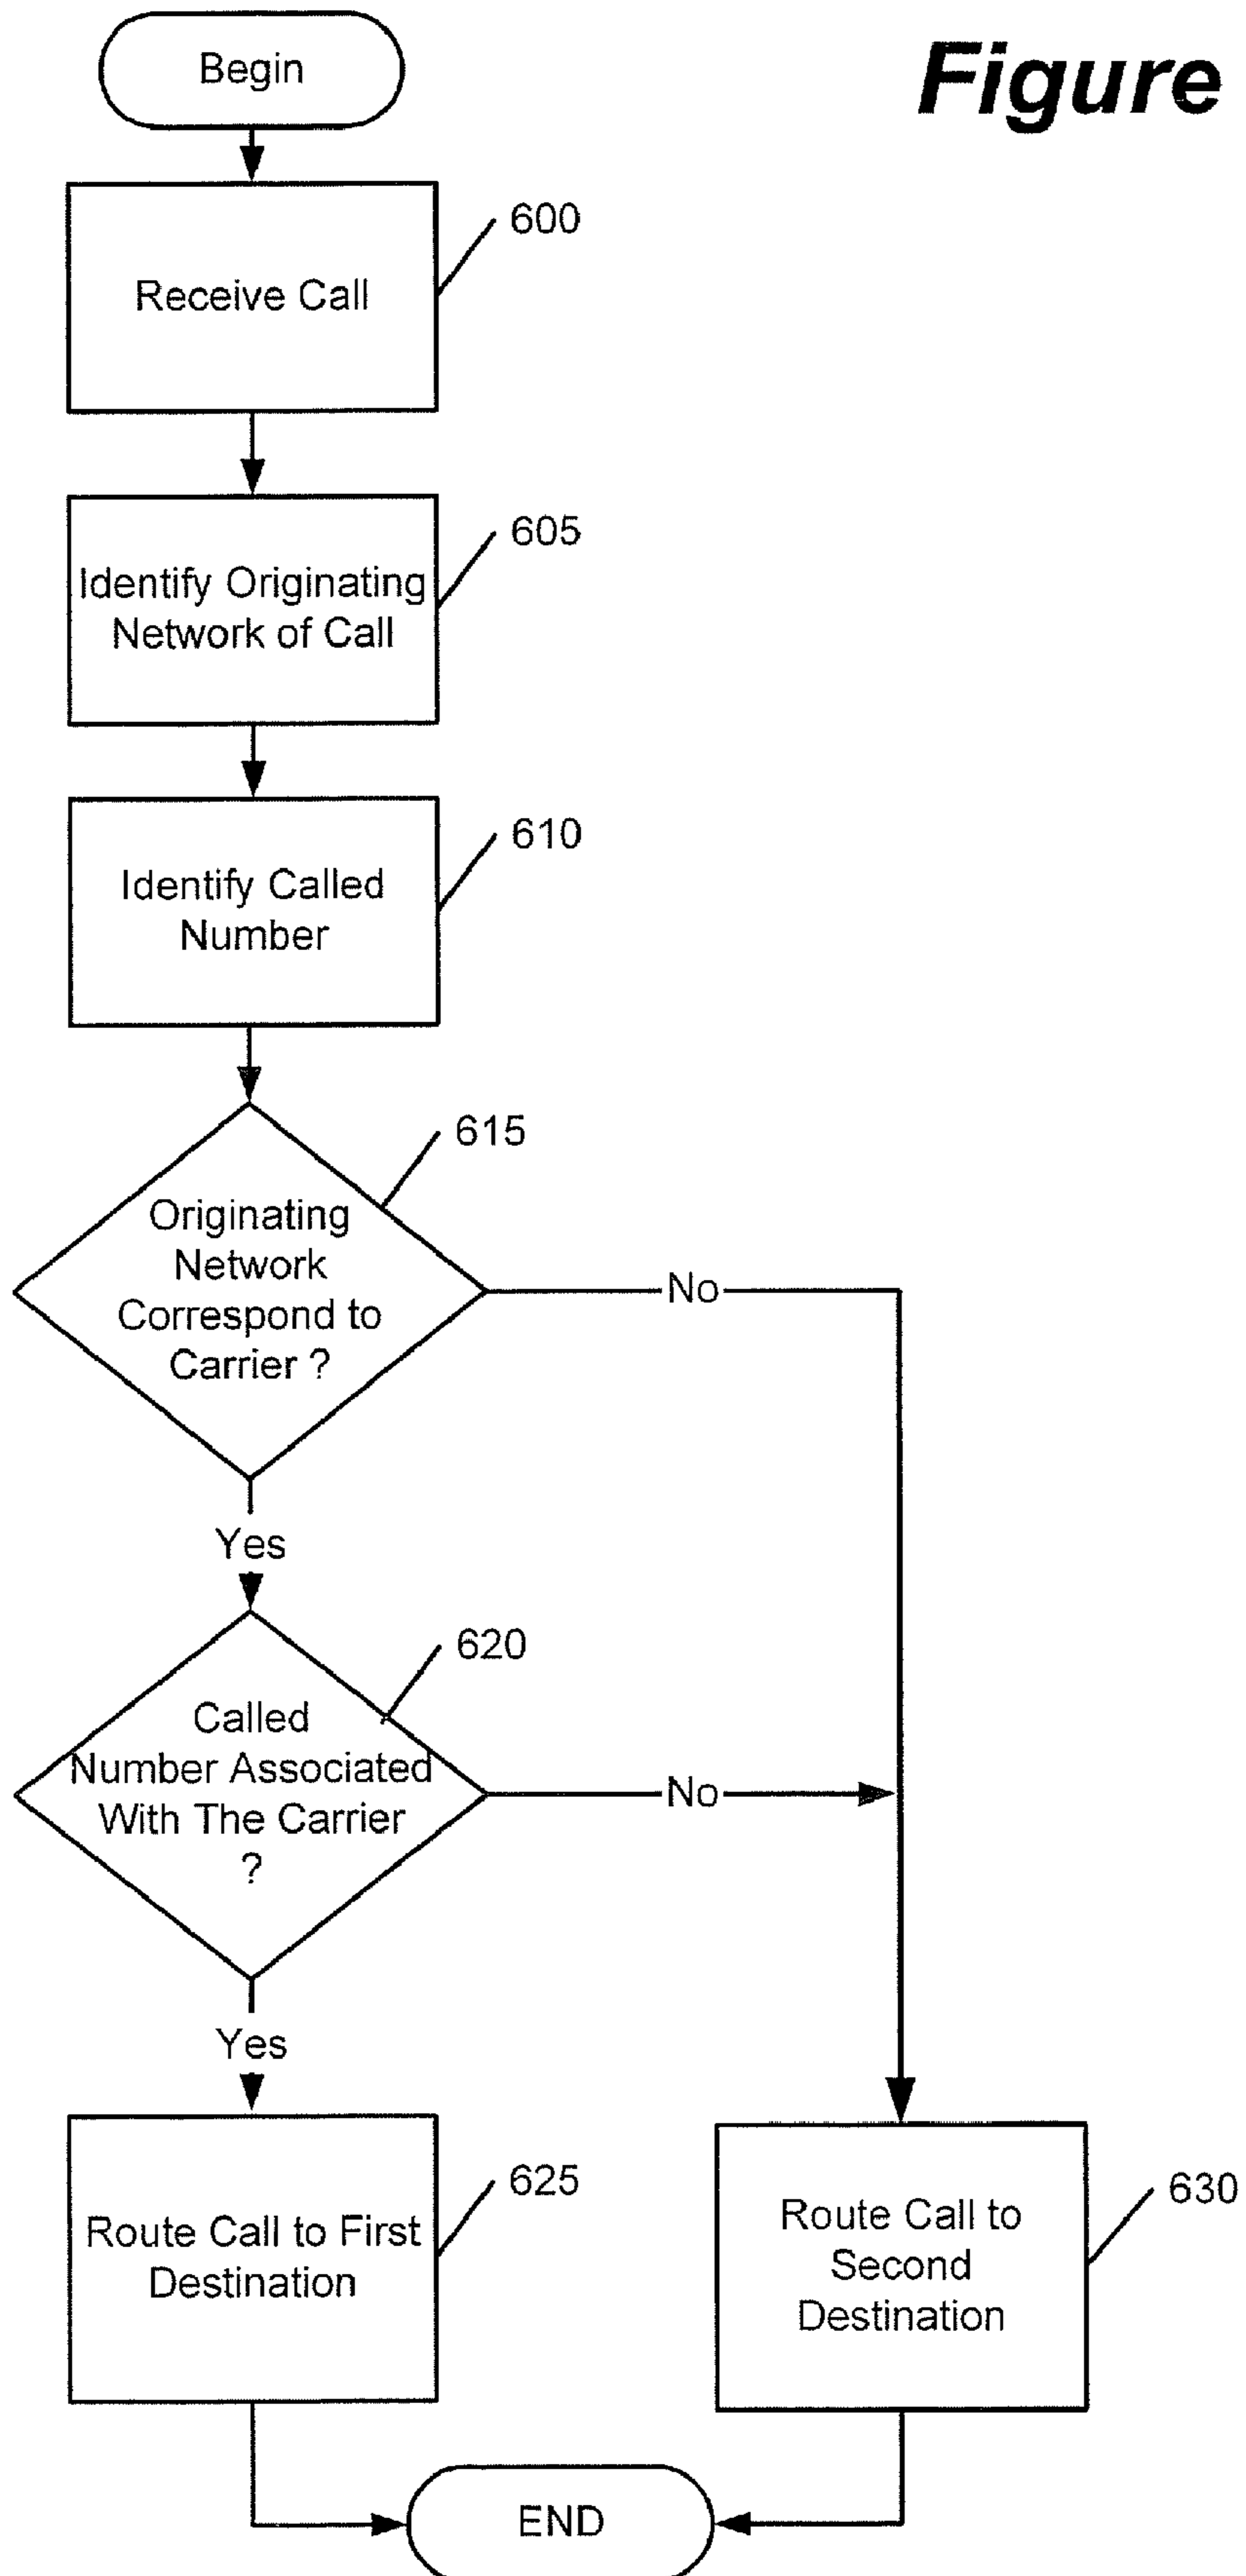 Begin
Figure
600
Receive Call
605
Identify Originating
Network of Call
610
Identify Called
Number
615
Originating
Network
Correspond to
Carrier ?
No
Yes
620
Called
Number Associated
With The Carrier
?
No
Yes
625
Route Call to First
Destination
630
Route Call to
Second
Destination
END